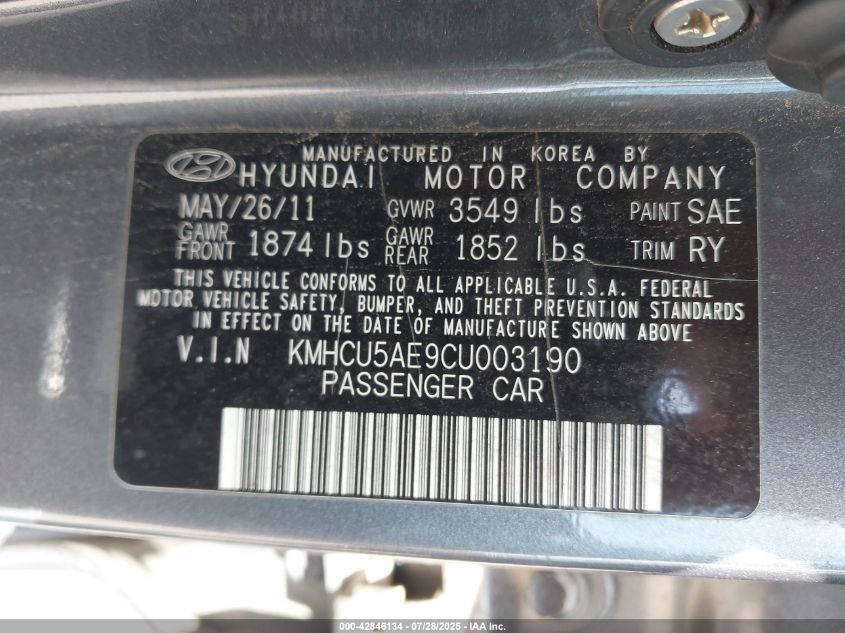 MANUFACTURED IN KOREA BY
HYUNDAI MOTOR COMPANY
MAY/26/11 GVWR 3549 lbs PAINT SAE
GAWR FRONT 1874 lbs GAWR REAR 1852 lbs TRIM RY
THIS VEHICLE CONFORMS TO ALL APPLICABLE U.S.A. FEDERAL
MOTOR VEHICLE SAFETY, BUMPER, AND THEFT PREVENTION STANDARDS
IN EFFECT ON THE DATE OF MANUFACTURE SHOWN ABOVE
V.I.N KMHCU5AE9CU003190
PASSENGER CAR
000-42846134 - 07/28/2025 - IAA, Inc.